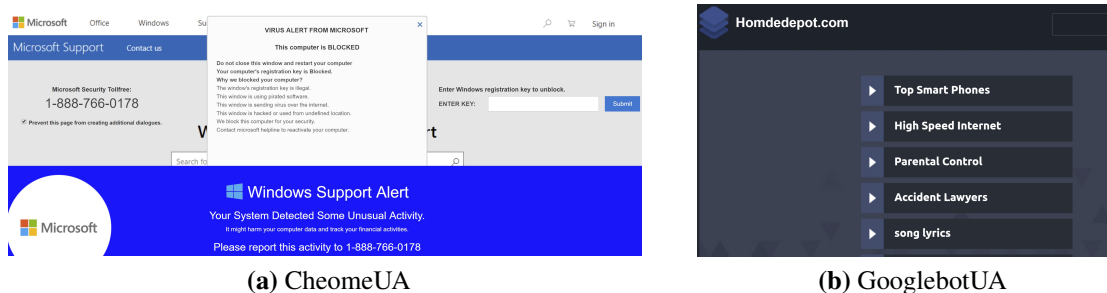 Microsoft Office Windows Su Sign in
Microsoft Support Contact us
VIRUS ALERT FROM MICROSOFT ×
This computer is BLOCKED
Do not close this window and restart your computer
Your computer's registration key is Blocked.
Why we blocked your computer?
The window's registration key is illegal.
This window is using pirated software.
This window is sending virus over the internet.
This window is hacked or used from undefined location.
We block this computer for your security.
Contact microsoft helpline to reactivate your computer.
Microsoft Security Tollfree:
1-888-766-0178
Prevent this page from creating additional dialogues.
Enter Windows registration key to unblock.
ENTER KEY: Submit
W rt
Search fo
Windows Support Alert
Your System Detected Some Unusual Activity.
It might harm your computer data and track your financial activities.
Please report this activity to 1-888-766-0178
Microsoft
(a) CheomeUA
Homdedepot.com
Top Smart Phones
High Speed Internet
Parental Control
Accident Lawyers
song lyrics
(b) GooglebotUA